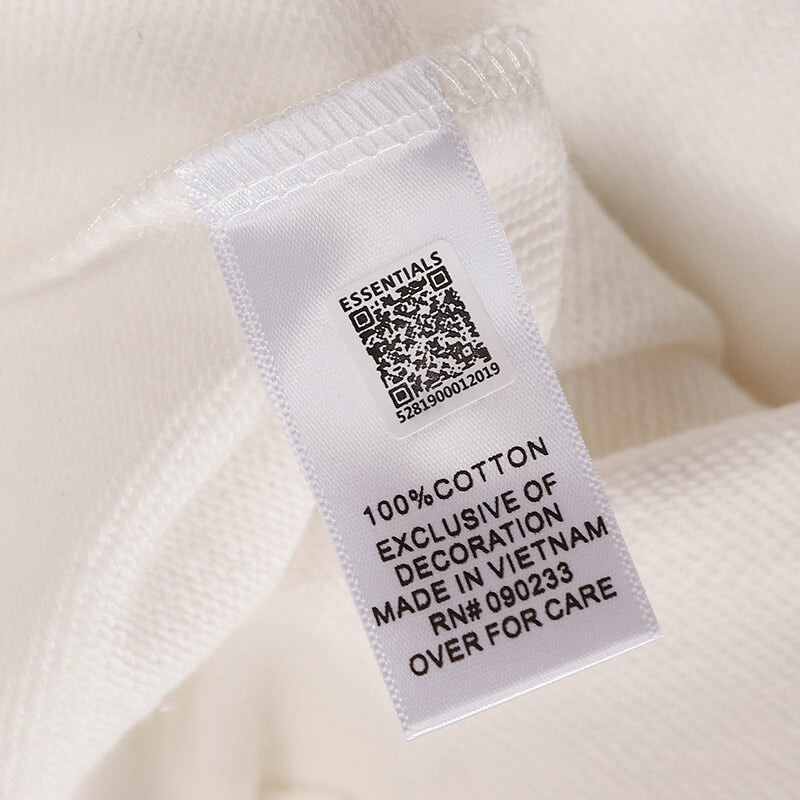 ESSENTIALS
5281900012019
100%COTTON
EXCLUSIVE OF
DECORATION
MADE IN VIETNAM
RN# 090233
OVER FOR CARE